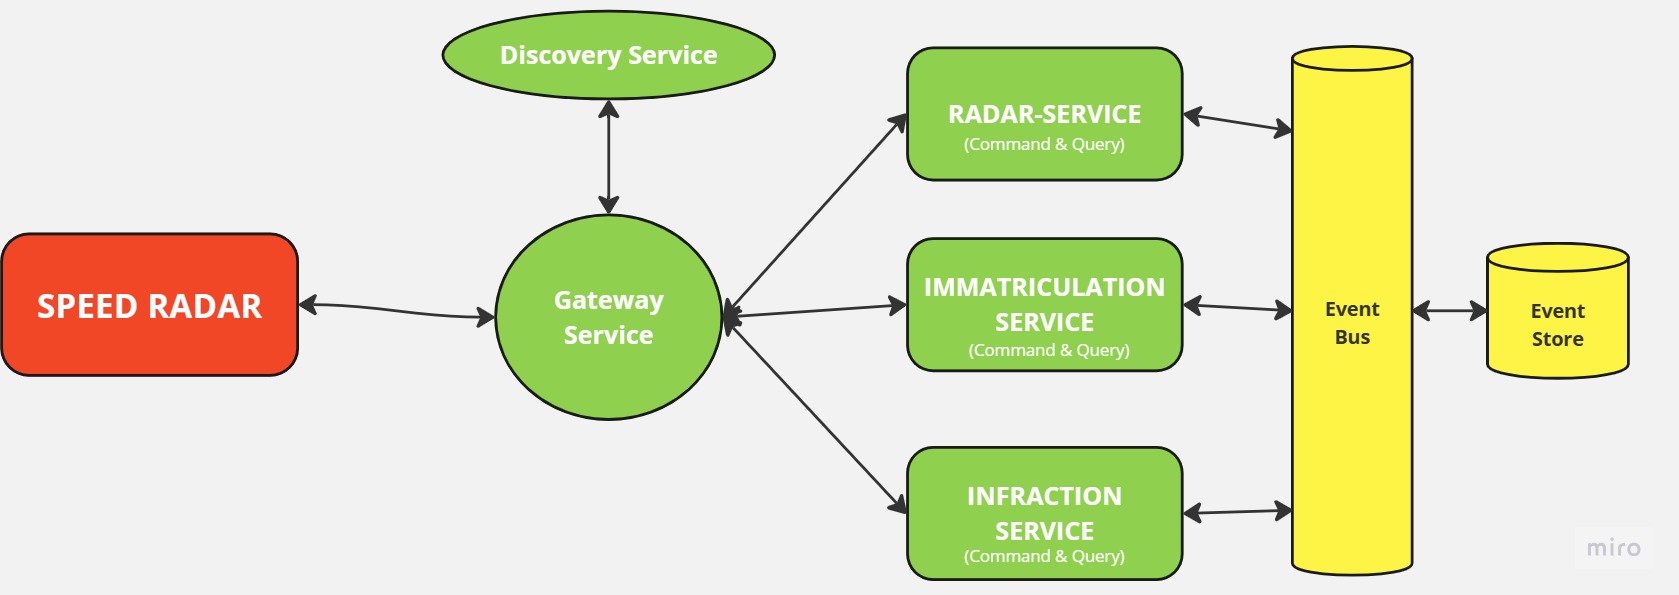 Discovery Service
SPEED RADAR
Gateway
Service
RADAR-SERVICE
(Command & Query)
IMMATRICULATION
SERVICE
(Command & Query)
INFRACTION
SERVICE
(Command & Query)
Event
Bus
Event
Store
miro